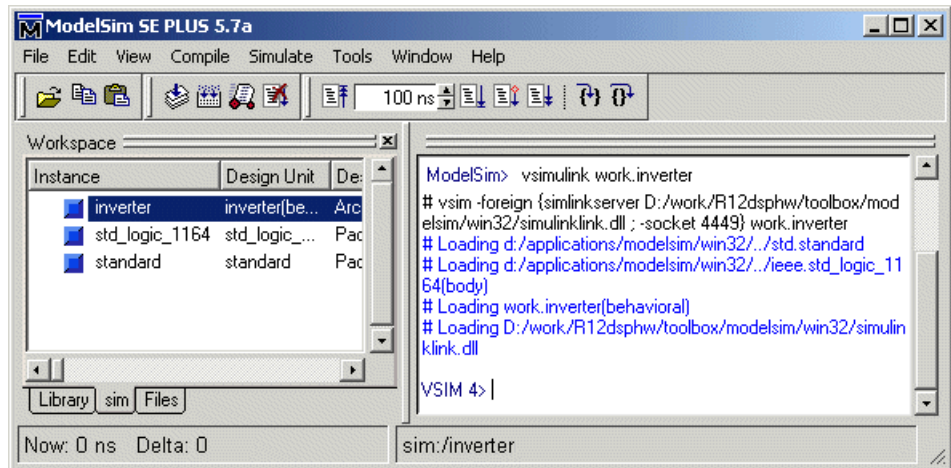 ModelSim SE PLUS 5.7a
File Edit View Compile Simulate Tools Window Help
100 ns
Workspace
Instance Design Unit De:
inverter inverter(be... Arc
std_logic_1164 std_logic_... Pac
standard standard Pac
Library sim Files
ModelSim> vsimulink work.inverter
# vsim -foreign {simlinkserver D:/work/R12dsphw/toolbox/mod
elsim/win32/simulinklink.dll ; -socket 4449} work.inverter
# Loading d:/applications/modelsim/win32/../std.standard
# Loading d:/applications/modelsim/win32/../ieee.std_logic_11
64(body)
# Loading work.inverter(behavioral)
# Loading D:/work/R12dsphw/toolbox/modelsim/win32/simulin
klink.dll
VSIM 4>
Now: 0 ns Delta: 0
sim:/inverter